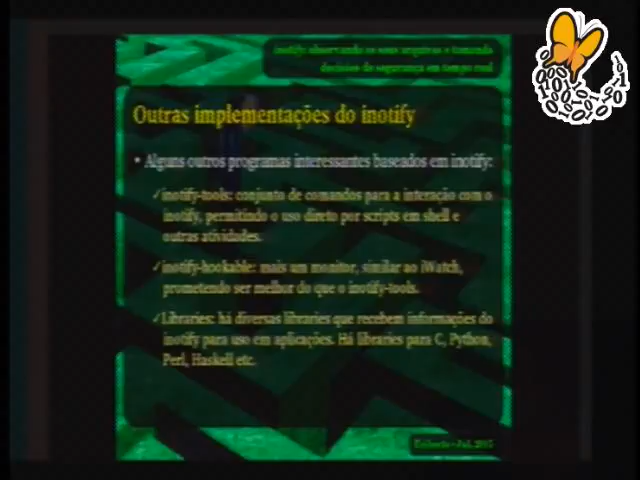 inotify observando os seus arquivos e tomando
decisões de segurança em tempo real
Outras implementações do inotify
• Alguns outros programas interessantes baseados em inotify:
✓inotify-tools: conjunto de comandos para a interação com o
inotify, permitindo o uso direto por scripts em shell e
outras atividades.
✓inotify-hookable: mais um monitor, similar ao iWatch,
prometendo ser melhor do que o inotify-tools.
✓Libraries: há diversas libraries que recebem informações do
inotify para uso em aplicações. Há libraries para C, Python,
Perl, Haskell etc.
Jul. 2015